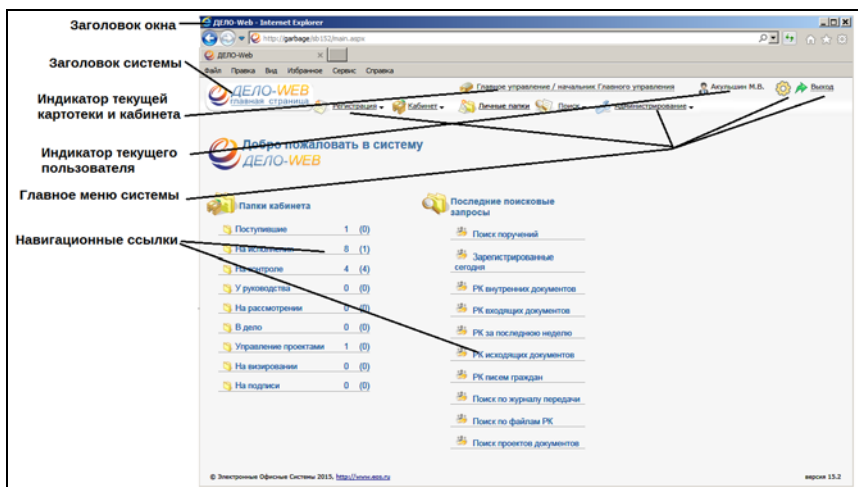 Заголовок окна
ДЕЛО-Web - Internet Explorer
http://garbage/sb152/main.aspx
ДЕЛО-Web
Файл Правка Вид Избранное Сервис Справка
Заголовок системы
ДЕЛО-WEB
главная страница
Главное управление / начальник Главного управления
Акульшин М.В.
Выход
Регистрация Кабинет Личные папки Поиск Администрирование
Индикатор текущей
картотеки и кабинета
Индикатор текущего
пользователя
Добро пожаловать в систему
ДЕЛО-WEB
Главное меню системы
Навигационные ссылки
Папки кабинета
Поступившие 1 (0)
На исполнении 8 (1)
На контроле 4 (4)
У руководства 0 (0)
На рассмотрении 0 (0)
В дело 0 (0)
Управление проектами 1 (0)
На визировании 0 (0)
На подписи 0 (0)
Последние поисковые
запросы
Поиск поручений
Зарегистрированные
сегодня
РК внутренних документов
РК входящих документов
РК за последнюю неделю
РК исходящих документов
РК писем граждан
Поиск по журналу передачи
Поиск по файлам РК
Поиск проектов документов
© Электронные Офисные Системы 2015, http://www.eos.ru
версия 15.2